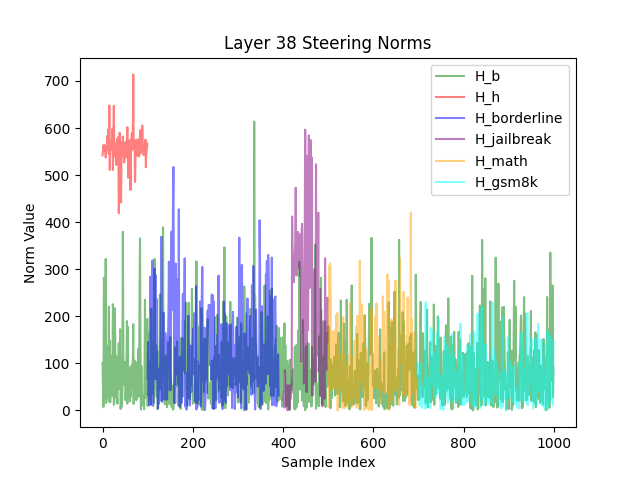 Layer 38 Steering Norms
Norm Value
700
600
500
400
300
200
100
0
0
200
400
600
800
1000
Sample Index
H_b
H_h
H_borderline
H_jailbreak
H_math
H_gsm8k